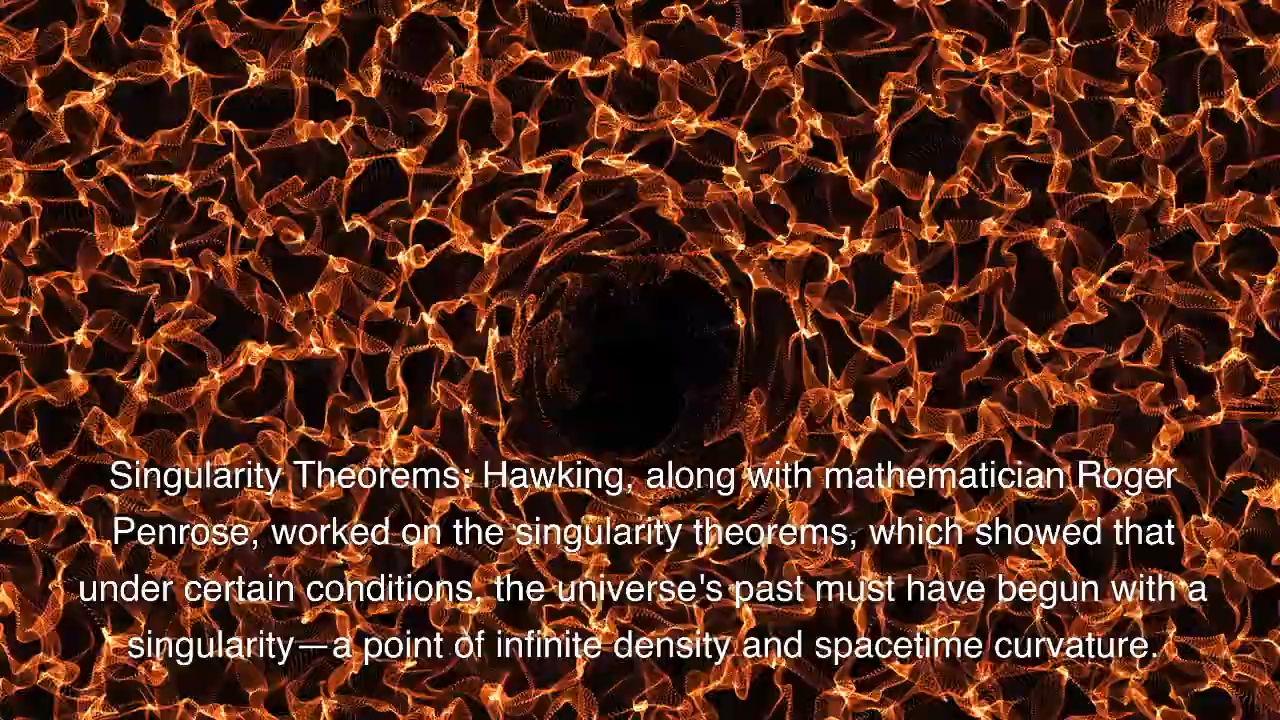 Singularity Theorems: Hawking, along with mathematician Roger
Penrose, worked on the singularity theorems, which showed that
under certain conditions, the universe's past must have begun with a
singularity—a point of infinite density and spacetime curvature.